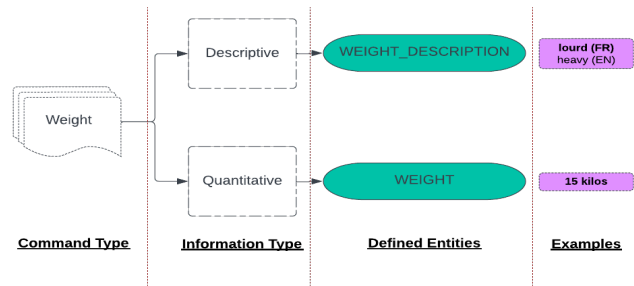 Descriptive
WEIGHT_DESCRIPTION
lourd (FR)
heavy (EN)
Weight
Quantitative
WEIGHT
15 kilos
Command Type
Information Type
Defined Entities
Examples